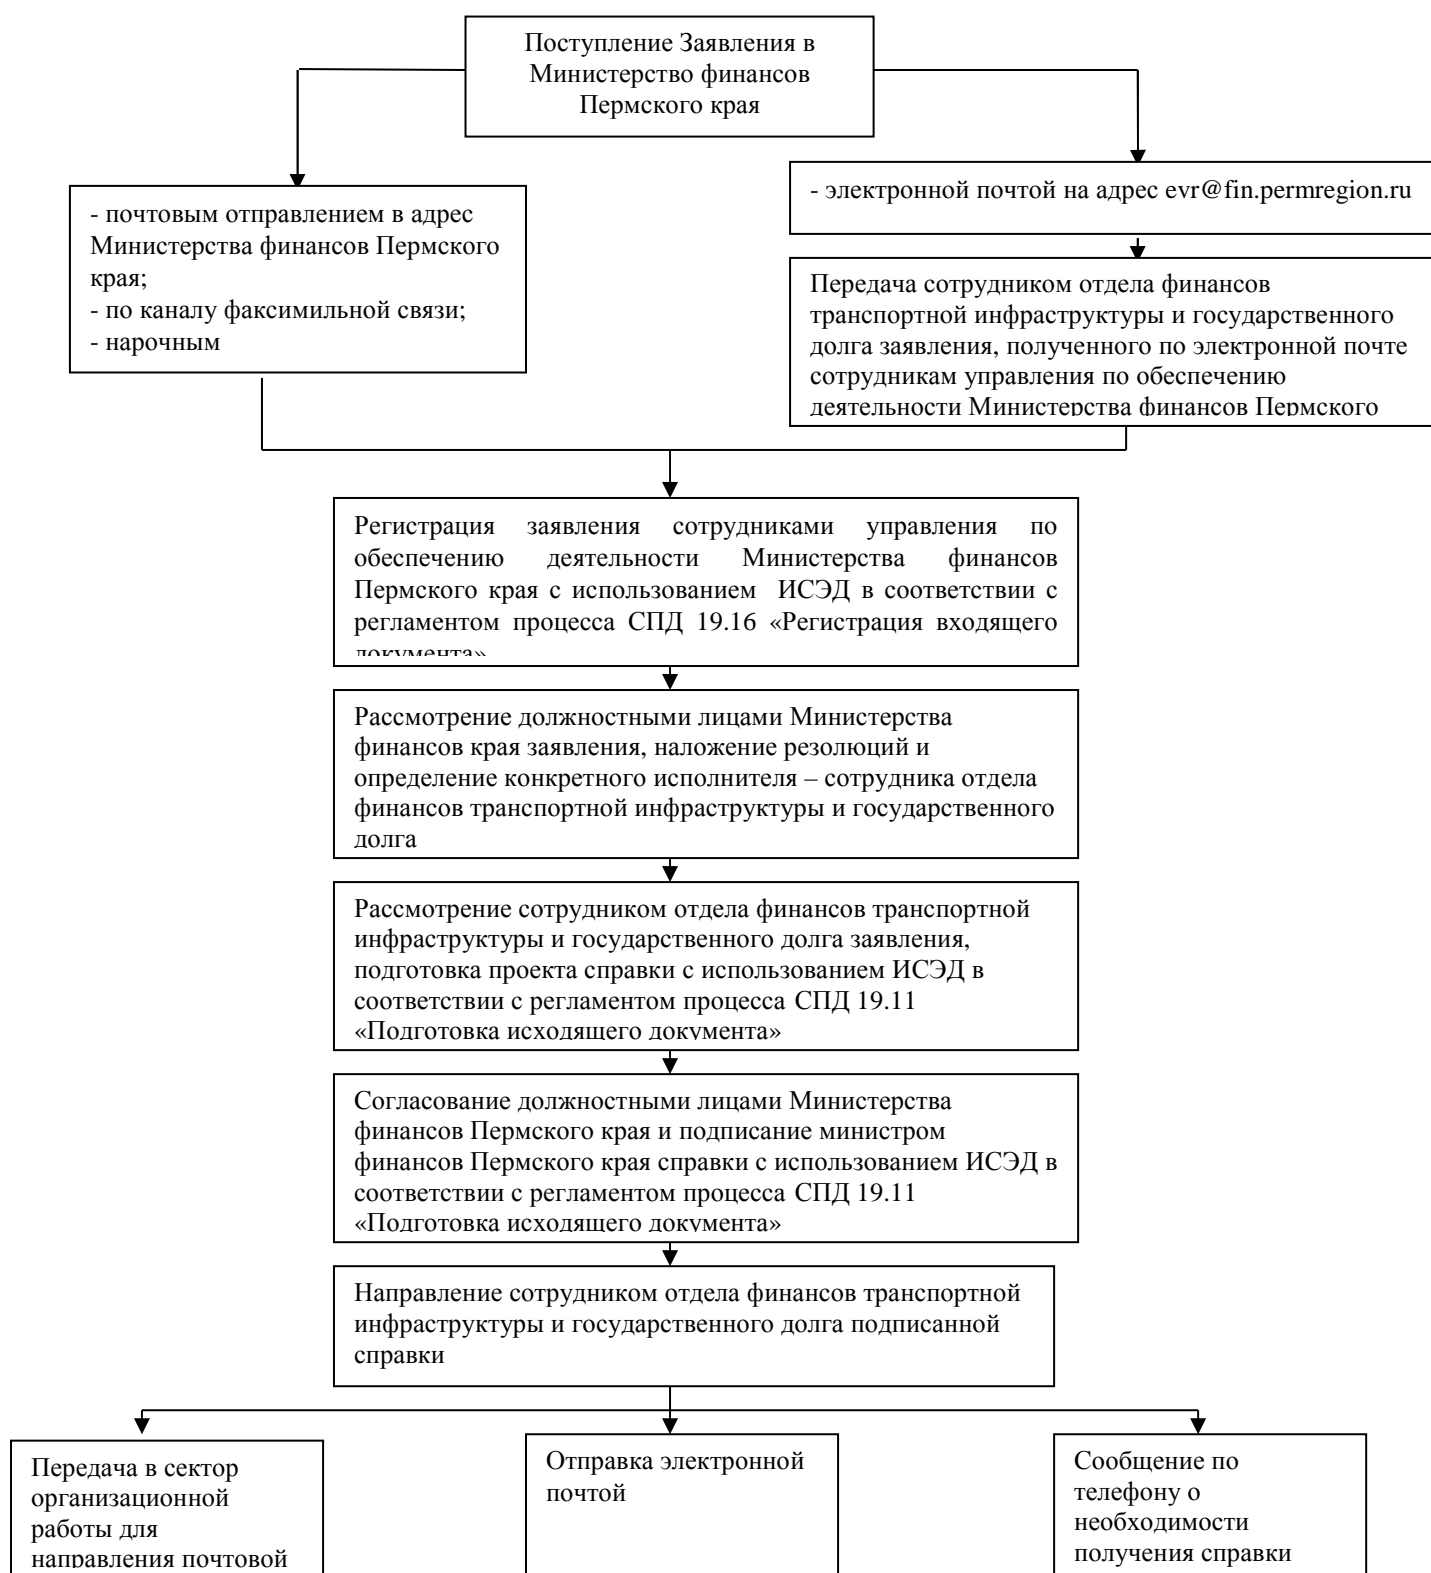 Поступление Заявления в
Министерство финансов
Пермского края
- почтовым отправлением в адрес
Министерства финансов Пермского
края;
- по каналу факсимильной связи;
- нарочным
- электронной почтой на адрес evr@fin.permregion.ru
Передача сотрудником отдела финансов
транспортной инфраструктуры и государственного
долга заявления, полученного по электронной почте
сотрудникам управления по обеспечению
деятельности Министерства финансов Пермского
Регистрация заявления сотрудниками управления по
обеспечению деятельности Министерства финансов
Пермского края с использованием ИСЭД в соответствии с
регламентом процесса СПД 19.16 «Регистрация входящего
документа»
Рассмотрение должностными лицами Министерства
финансов края заявления, наложение резолюций и
определение конкретного исполнителя – сотрудника отдела
финансов транспортной инфраструктуры и государственного
долга
Рассмотрение сотрудником отдела финансов транспортной
инфраструктуры и государственного долга заявления,
подготовка проекта справки с использованием ИСЭД в
соответствии с регламентом процесса СПД 19.11
«Подготовка исходящего документа»
Согласование должностными лицами Министерства
финансов Пермского края и подписание министром
финансов Пермского края справки с использованием ИСЭД в
соответствии с регламентом процесса СПД 19.11
«Подготовка исходящего документа»
Направление сотрудником отдела финансов транспортной
инфраструктуры и государственного долга подписанной
справки
Передача в сектор
организационной
работы для
направления почтовой
Отправка электронной
почтой
Сообщение по
телефону о
необходимости
получения справки